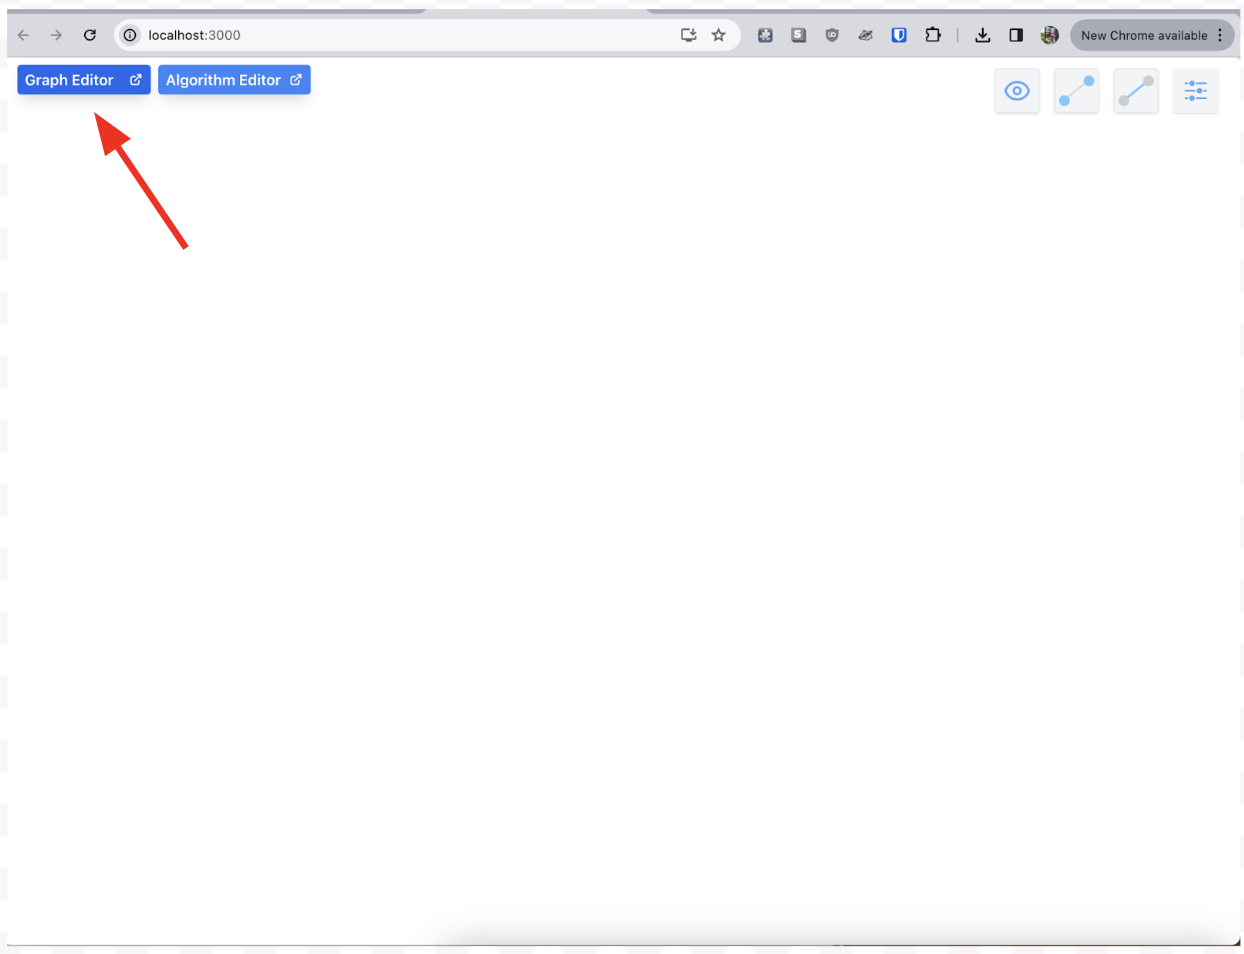 localhost:3000
New Chrome available
Graph Editor
Algorithm Editor